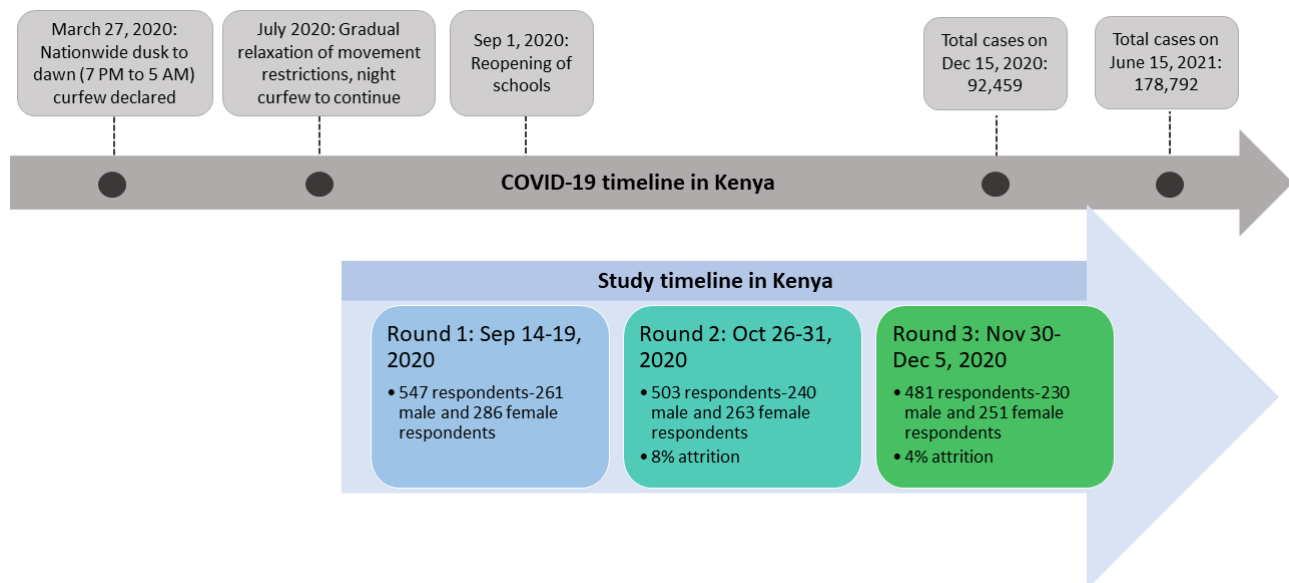 March 27, 2020:
Nationwide dusk to
dawn (7 PM to 5 AM)
curfew declared
July 2020: Gradual
relaxation of movement
restrictions, night
curfew to continue
Sep 1, 2020:
Reopening of
schools
Total cases on
Dec 15, 2020:
92,459
Total cases on
June 15, 2021:
178,792
COVID-19 timeline in Kenya
Study timeline in Kenya
Round 1: Sep 14-19,
2020
• 547 respondents-261
male and 286 female
respondents
Round 2: Oct 26-31,
2020
• 503 respondents-240
male and 263 female
respondents
• 8% attrition
Round 3: Nov 30-
Dec 5, 2020
• 481 respondents-230
male and 251 female
respondents
• 4% attrition